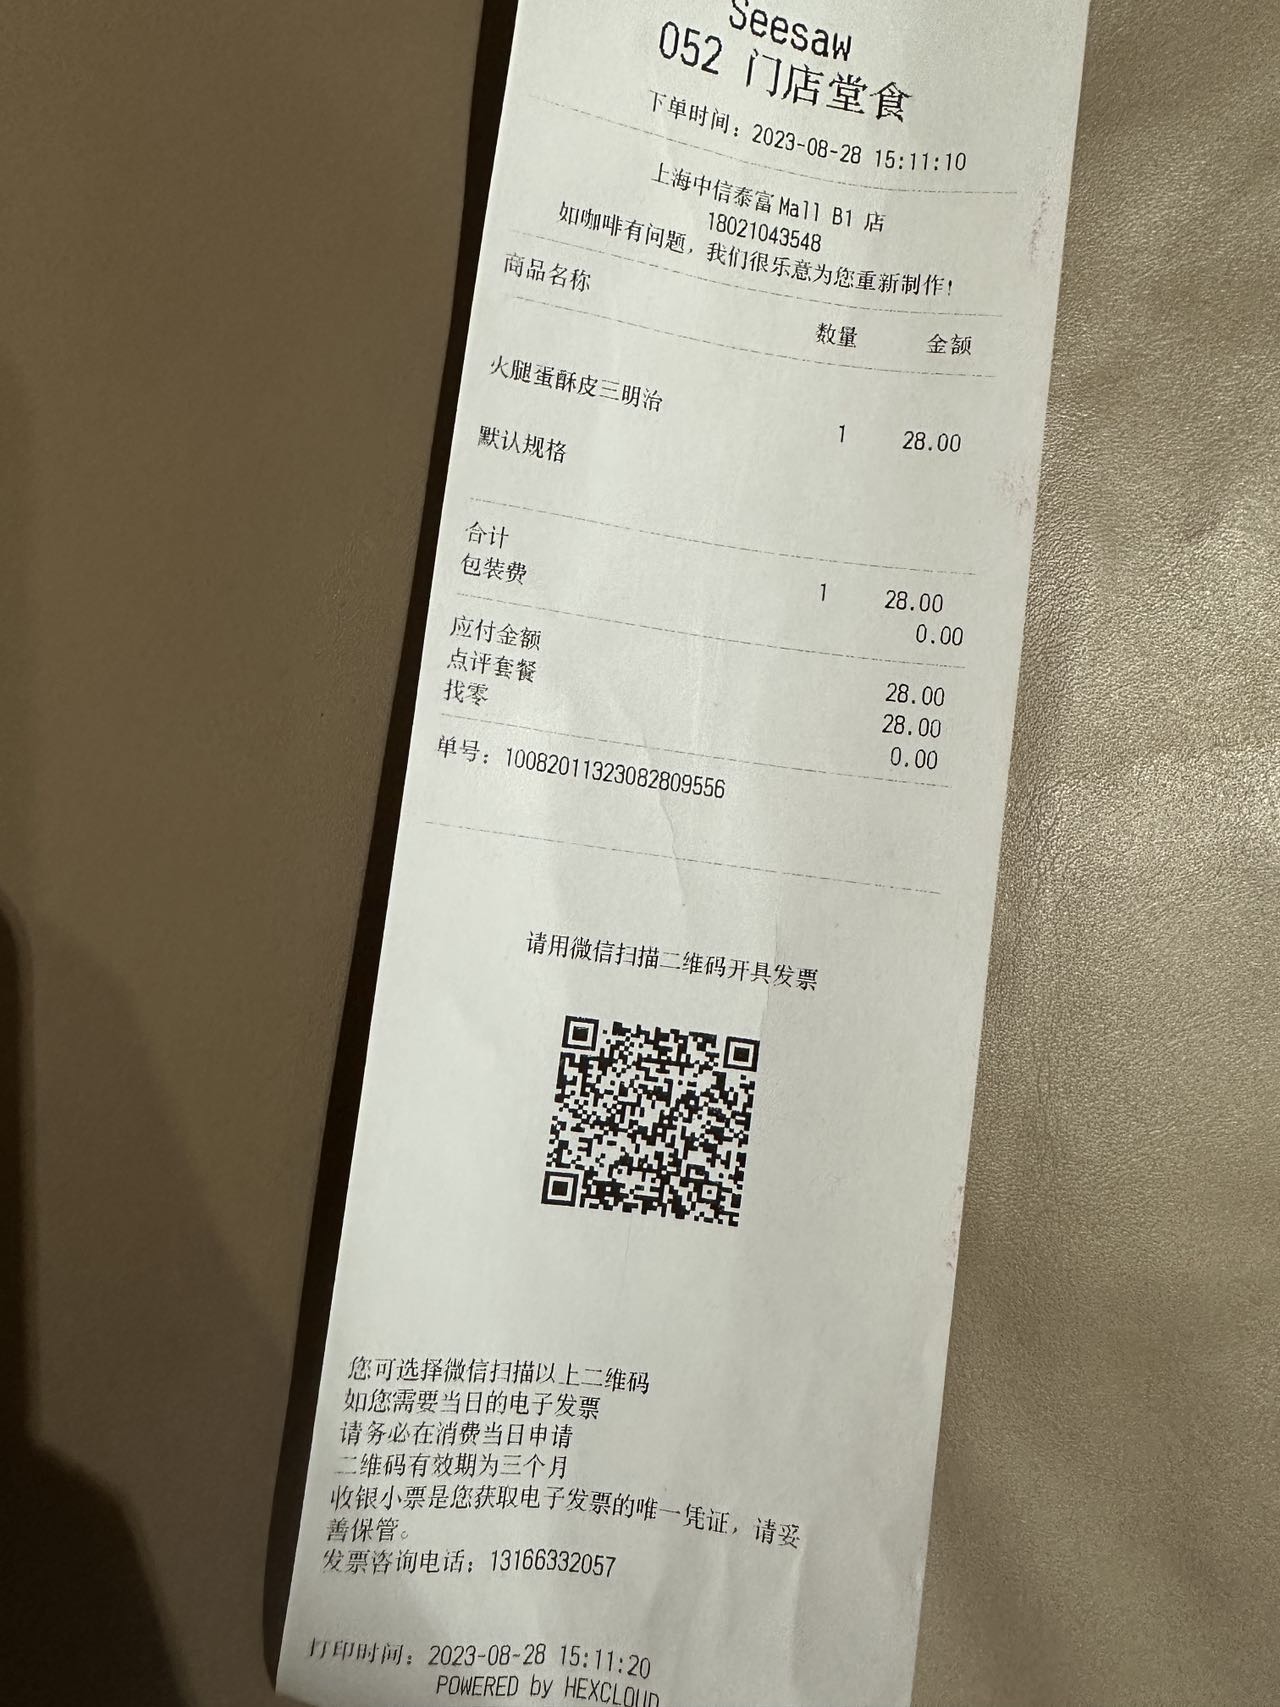 Seesaw
052 门店堂食
下单时间：2023-08-28 15:11:10
上海中信泰富Mall B1 店
18021043548
如咖啡有问题，我们很乐意为您重新制作！
商品名称 数量 金额
火腿蛋酥皮三明治 1 28.00
默认规格
合计 1 28.00
包装费 0.00
应付金额 28.00
点评套餐 28.00
找零 0.00
单号：10082011323082809556
请用微信扫描二维码开具发票
您可选择微信扫描以上二维码
如您需要当日的电子发票
请务必在消费当日申请
二维码有效期为三个月
收银小票是您获取电子发票的唯一凭证，请妥
善保管。
发票咨询电话：13166332057
打印时间：2023-08-28 15:11:20
POWERED by HEXCLOUD